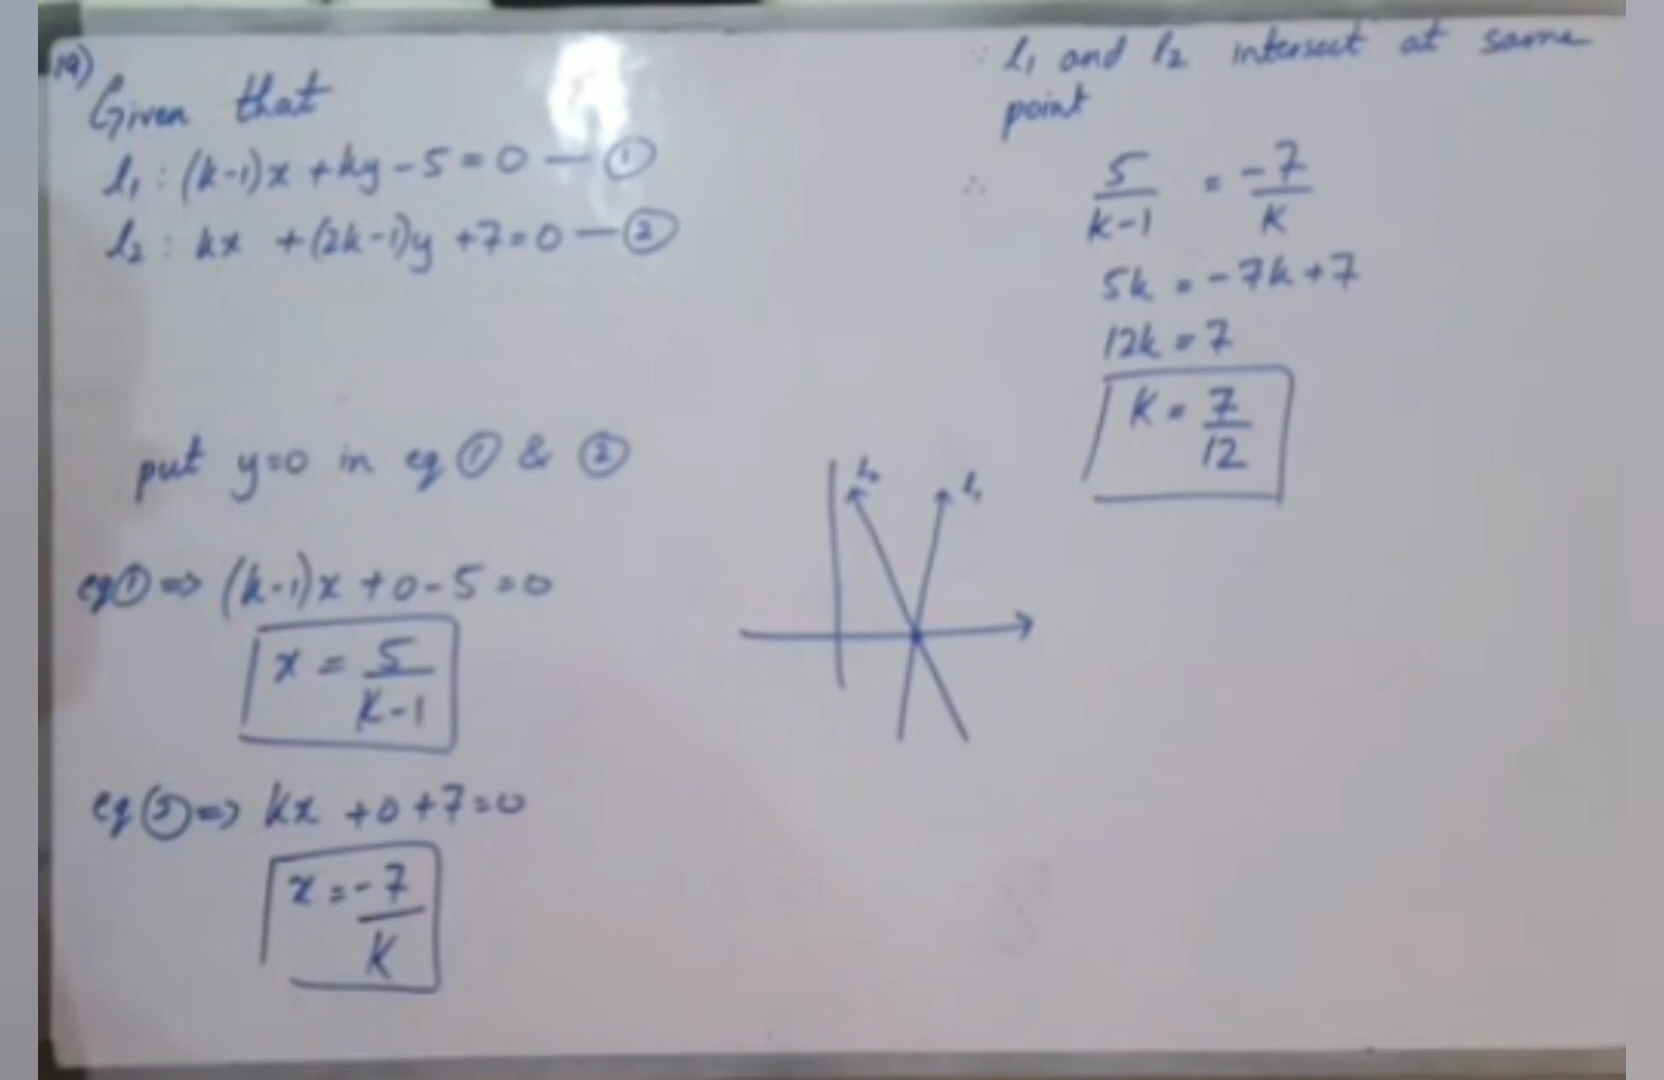 19)
Given that
l₁ : (k-1)x + ky - 5 = 0 — ①
l₂ : kx + (2k-1)y + 7 = 0 — ②
put y=0 in eq ① & ②
eq ① ⇒ (k-1)x + 0 - 5 = 0
x = 5/(K-1)
eq ② ⇒ kx + 0 + 7 = 0
x = -7/K
l₂ l₁
∵ l₁ and l₂ intersect at same
point
∴ 5/(k-1) = -7/K
5k = -7k + 7
12k = 7
K = 7/12